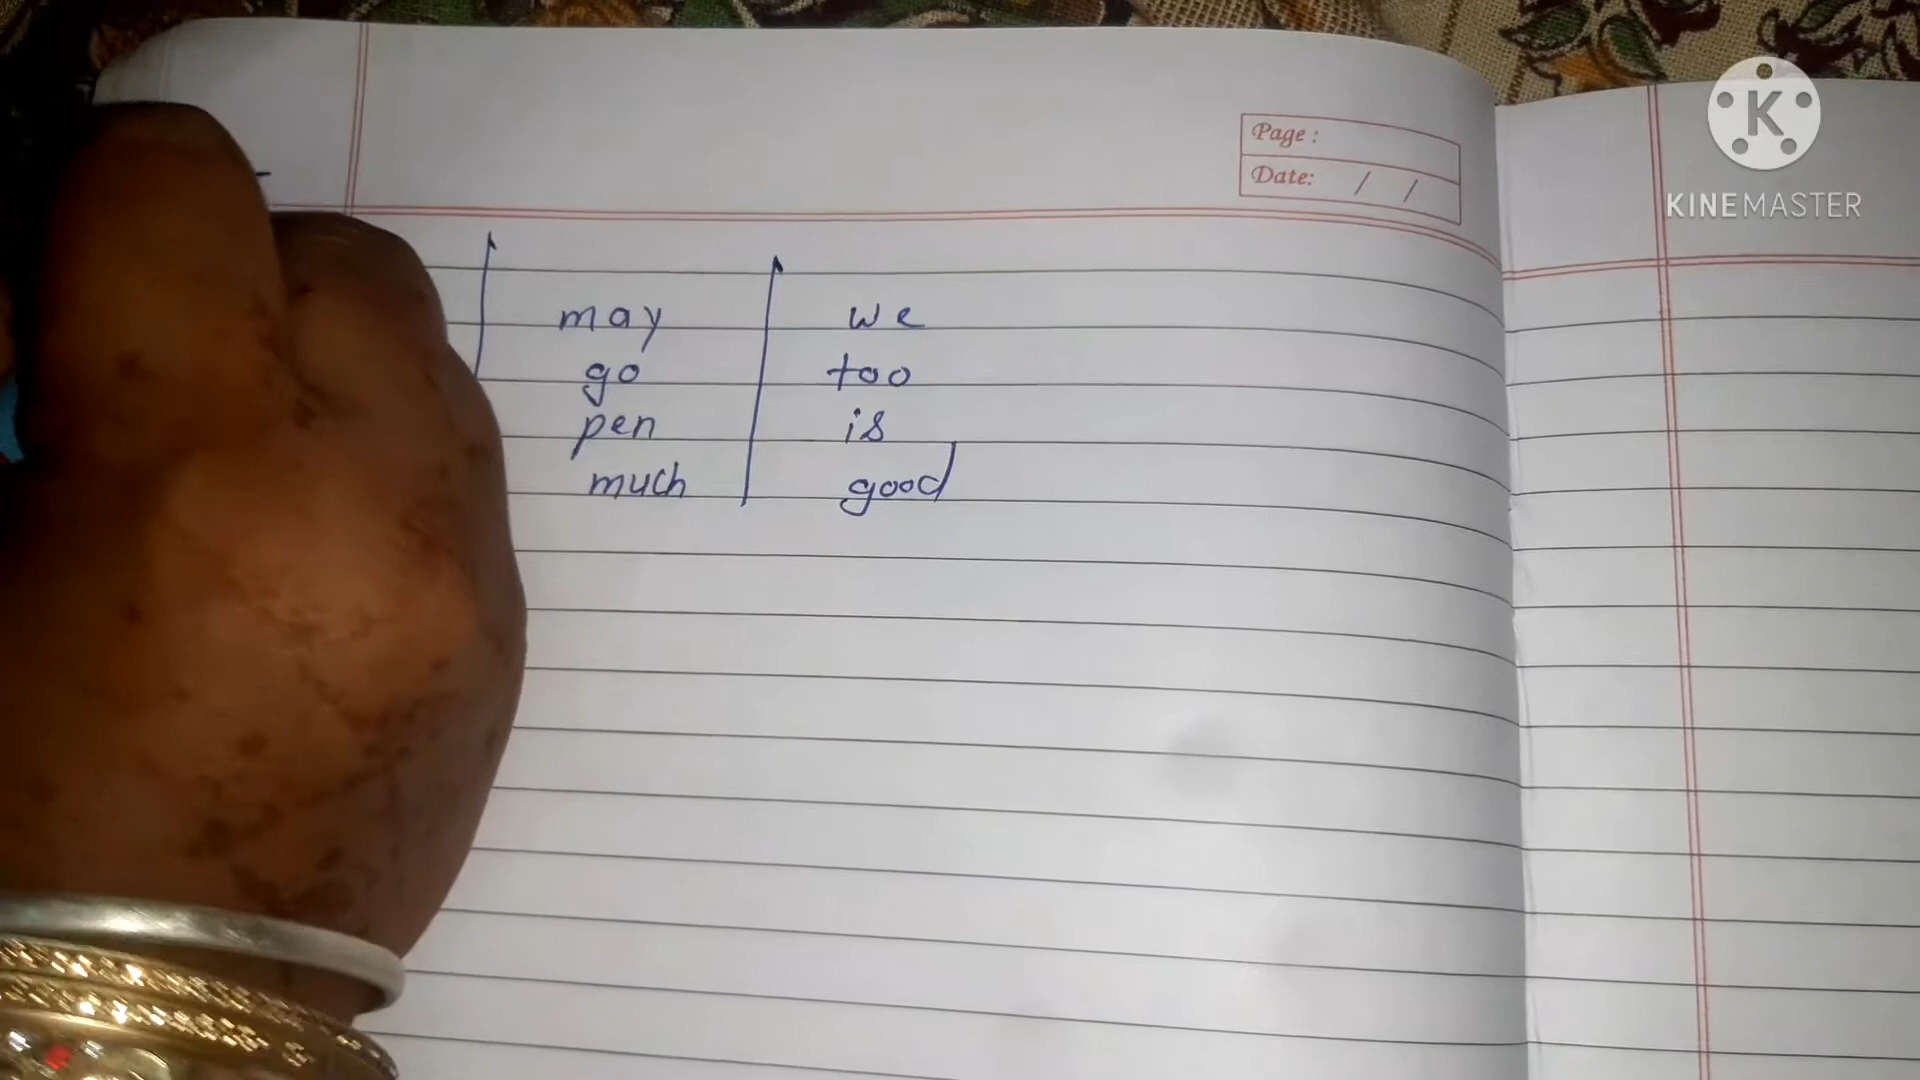 Page :
Date: / /
KINEMASTER
may we
go too
pen is
much good